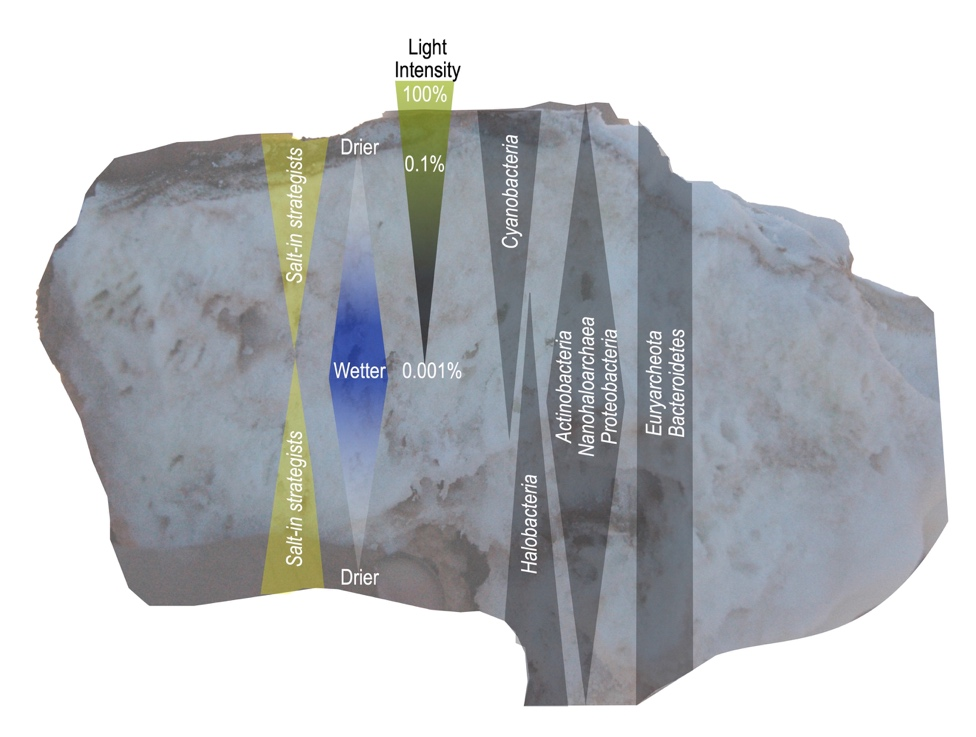 Light
Intensity
100%
0.1%
0.001%
Drier
Wetter
Drier
Salt-in strategists
Salt-in strategists
Cyanobacteria
Halobacteria
Actinobacteria
Nanohaloarchaea
Proteobacteria
Euryarcheota
Bacteroidetes